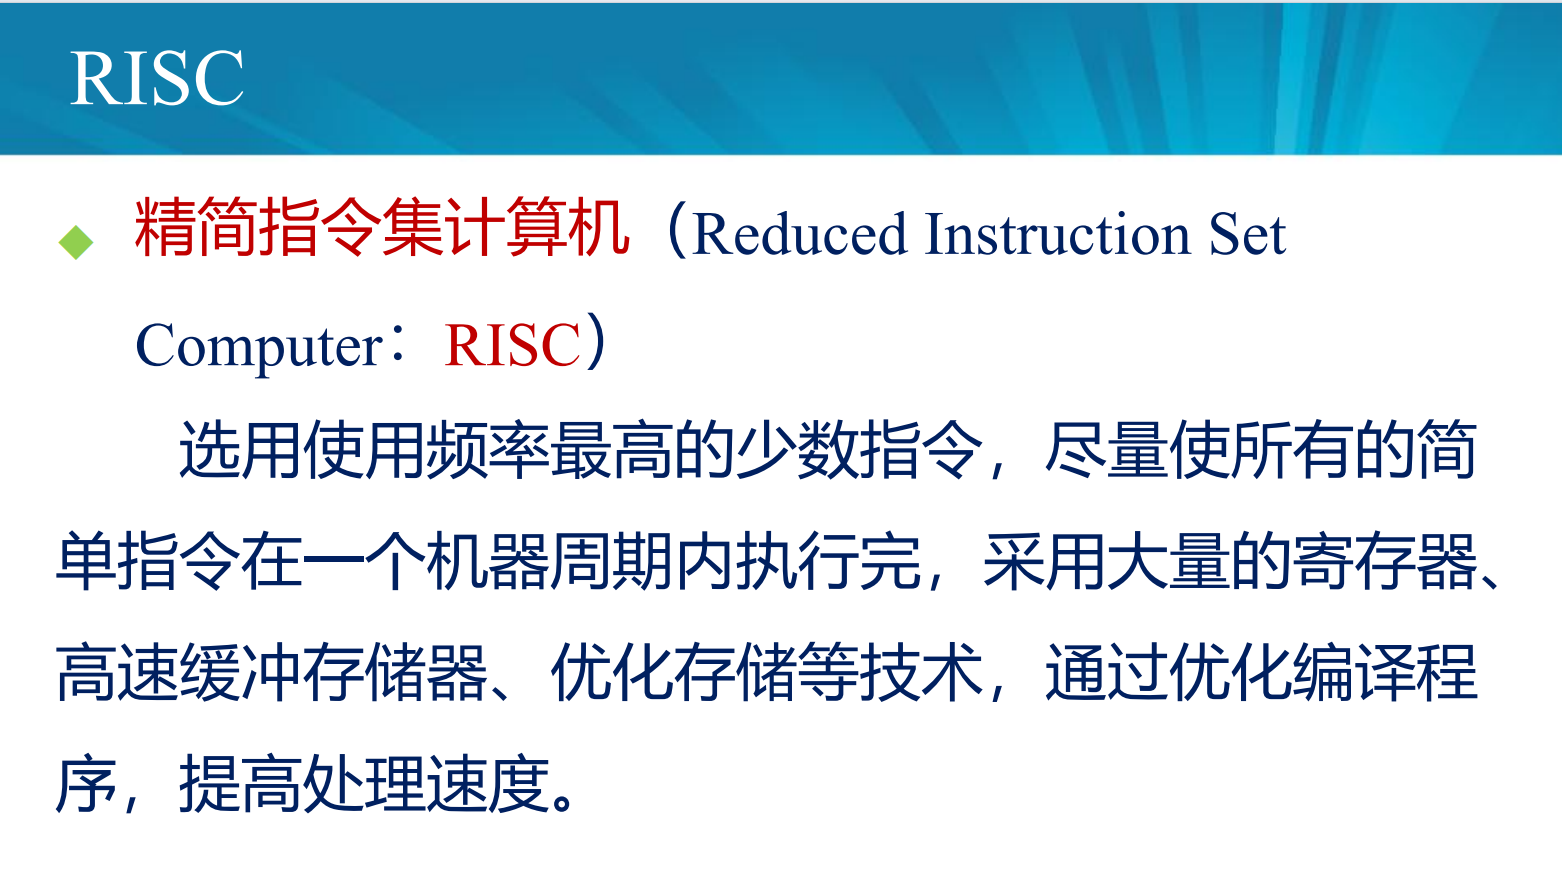 RISC
精简指令集计算机（Reduced Instruction Set
Computer：RISC）
选用使用频率最高的少数指令，尽量使所有的简
单指令在一个机器周期内执行完，采用大量的寄存器、
高速缓冲存储器、优化存储等技术，通过优化编译程
序，提高处理速度。